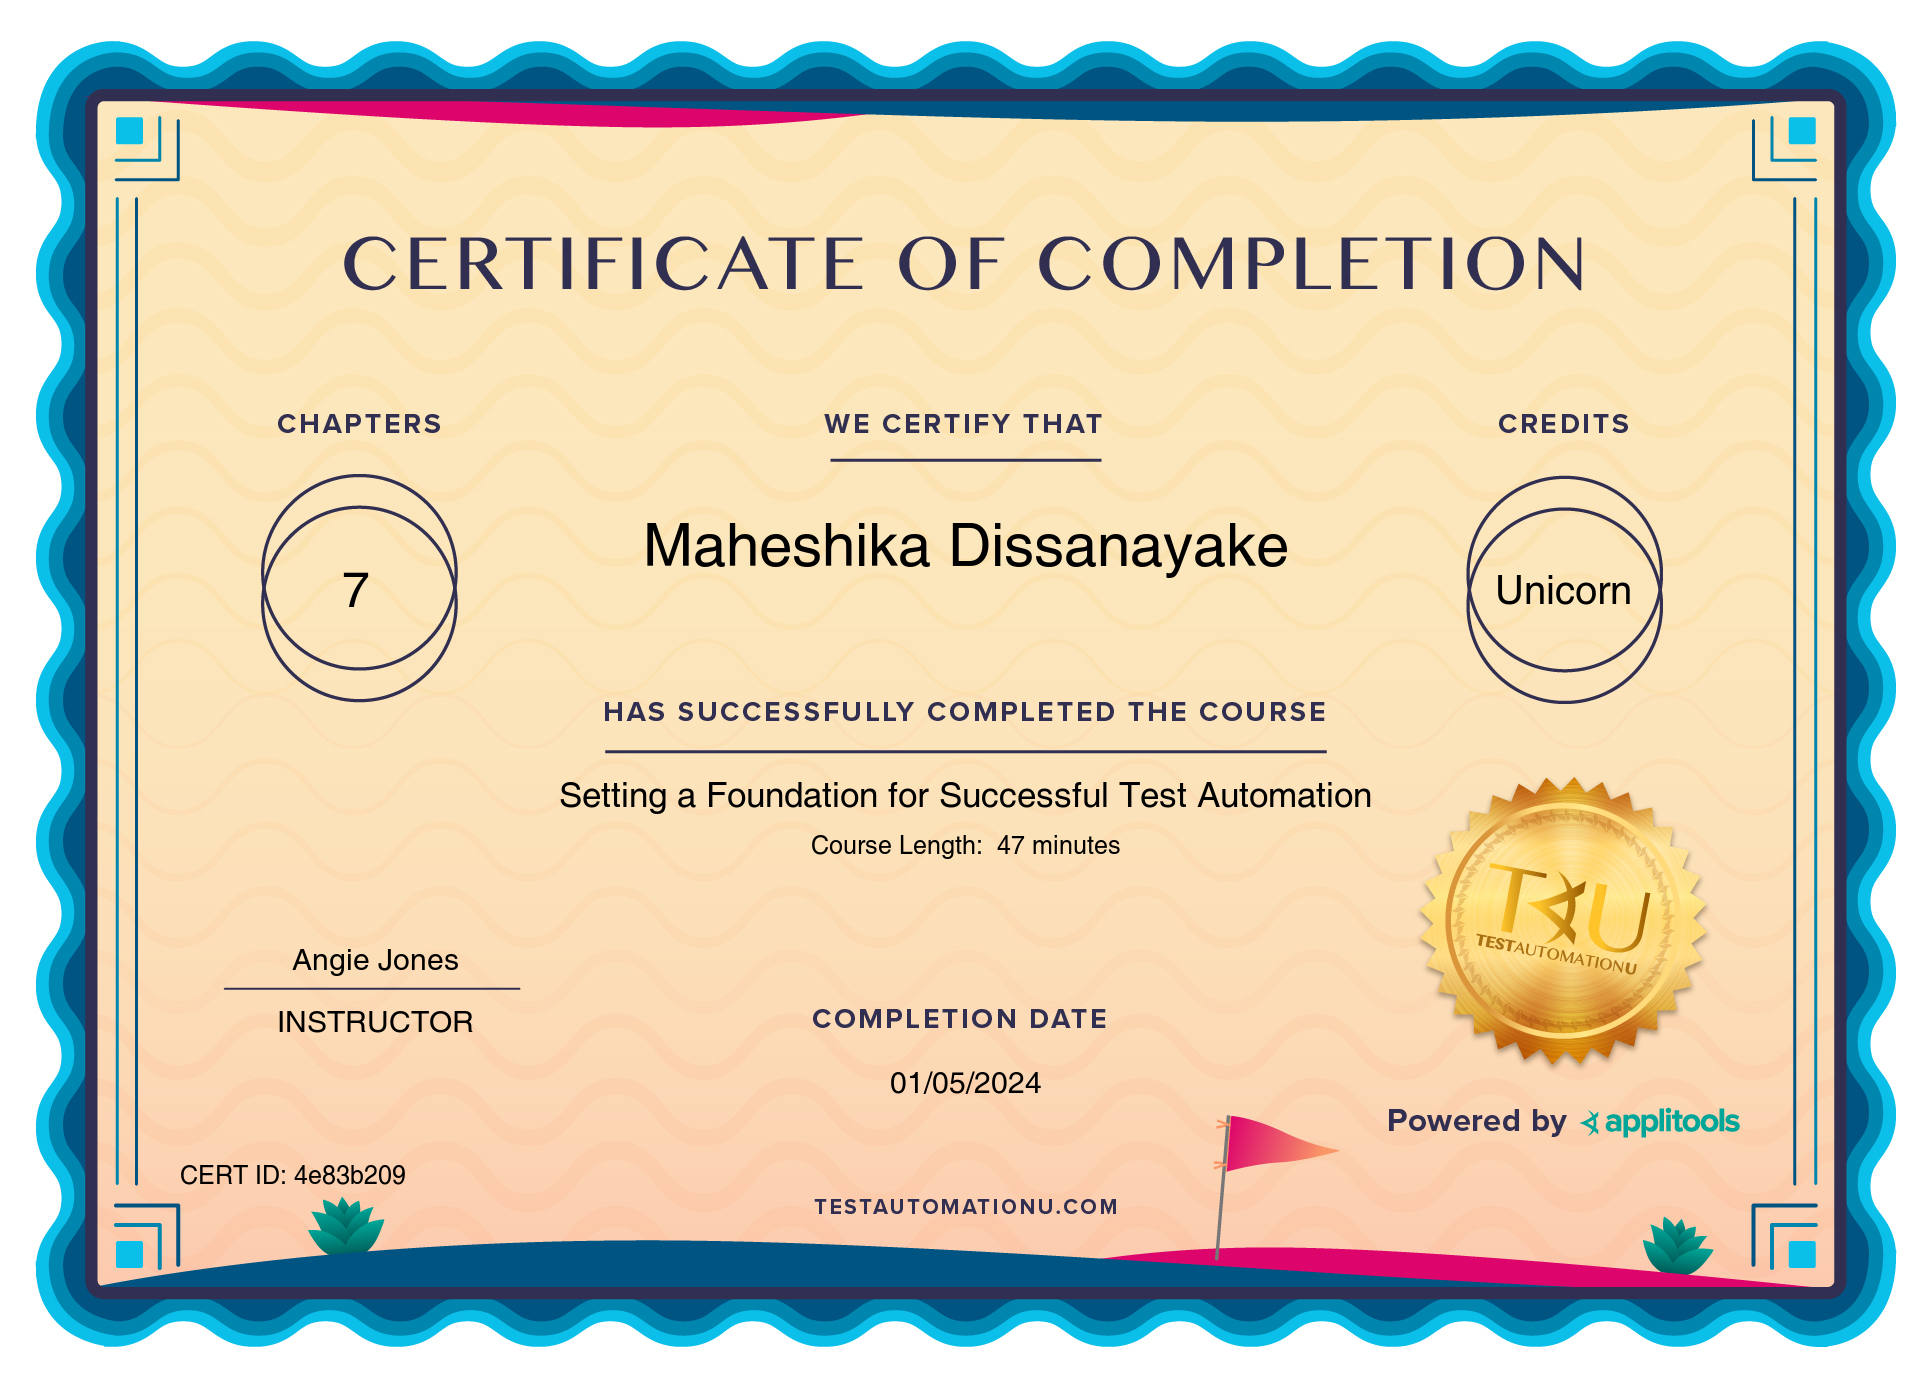 CERTIFICATE OF COMPLETION
CHAPTERS
7
WE CERTIFY THAT
Maheshika Dissanayake
CREDITS
Unicorn
HAS SUCCESSFULLY COMPLETED THE COURSE
Setting a Foundation for Successful Test Automation
Course Length: 47 minutes
Angie Jones
INSTRUCTOR
COMPLETION DATE
01/05/2024
TAU
TESTAUTOMATIONU
Powered by applitools
CERT ID: 4e83b209
TESTAUTOMATIONU.COM